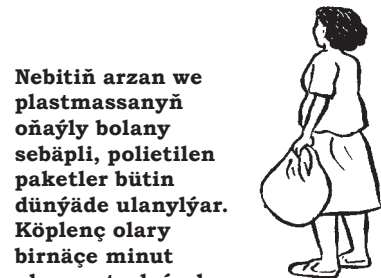 Nebitiň arzan we
plastmassanyň
oňaýly bolany
sebäpli, polietilen
paketler bütin
dünýäde ulanylýar.
Köplenç olary
birnäçe minut